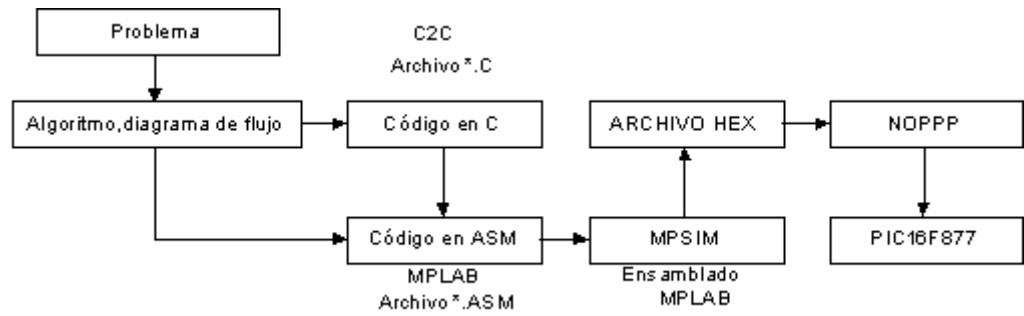 Problema
C2C
Archivo*.C
Algoritmo,diagrama de flujo
Código en C
ARCHIVO HEX
NOPPP
Código en ASM
MPSIM
PIC16F877
MPLAB
Archivo*.ASM
Ensamblado
MPLAB